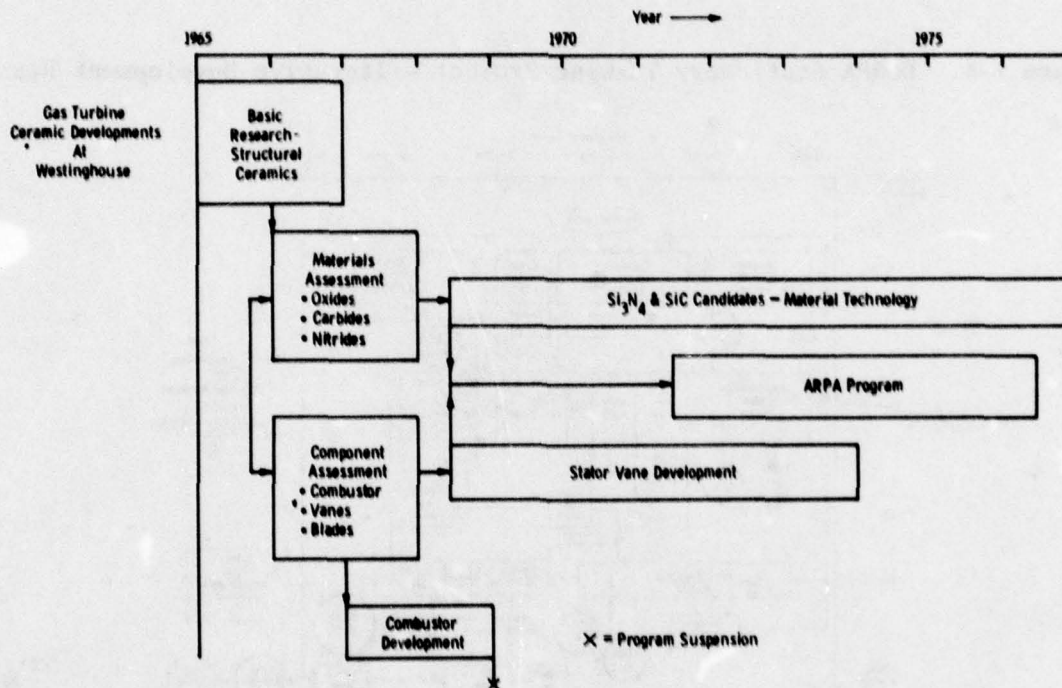 Year
1965 1970 1975
Gas Turbine
Ceramic Developments
At
Westinghouse
Basic
Research-
Structural
Ceramics
Materials
Assessment
• Oxides
• Carbides
• Nitrides
Si₃N₄ & SiC Candidates – Material Technology
ARPA Program
Component
Assessment
• Combustor
• Vanes
• Blades
Stator Vane Development
Combustor
Development
X = Program Suspension
X